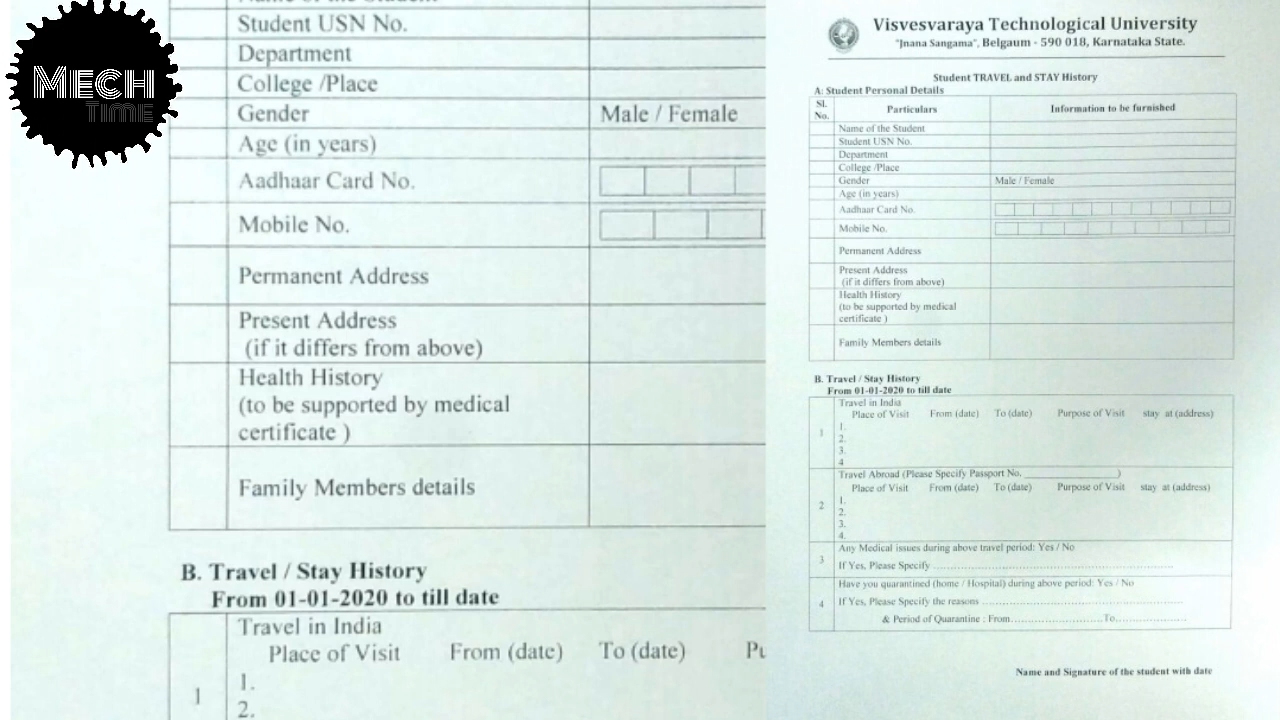 MECH
TIME
Student USN No.
Department
College /Place
Gender Male / Female
Age (in years)
Aadhaar Card No.
Mobile No.
Permanent Address
Present Address
(if it differs from above)
Health History
(to be supported by medical
certificate )
Family Members details
B. Travel / Stay History
From 01-01-2020 to till date
Travel in India
Place of Visit From (date) To (date)
1
1.
2.
Visvesvaraya Technological University
"Jnana Sangama", Belgaum - 590 018, Karnataka State.
Student TRAVEL and STAY History
A: Student Personal Details
Sl. No. Particulars Information to be furnished
Name of the Student
Student USN No.
Department
College /Place
Gender Male / Female
Age (in years)
Aadhaar Card No.
Mobile No.
Permanent Address
Present Address
(if it differs from above)
Health History
(to be supported by medical
certificate )
Family Members details
B. Travel / Stay History
From 01-01-2020 to till date
Travel in India
Place of Visit From (date) To (date) Purpose of Visit stay at (address)
1
1.
2.
3.
4
Travel Abroad (Please Specify Passport No. ____________________)
Place of Visit From (date) To (date) Purpose of Visit stay at (address)
2
1.
2.
3.
4.
3 Any Medical issues during above travel period: Yes / No
If Yes, Please Specify ............................................................
4 Have you quarantined (home / Hospital) during above period: Yes / No
If Yes, Please Specify the reasons ..................................................
& Period of Quarantine : From.........................To..................
Name and Signature of the student with date